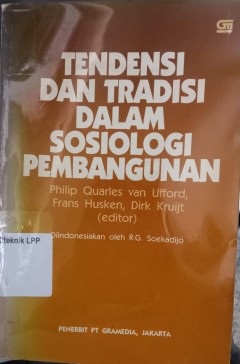 TENDENSI
DAN TRADISI
DALAM
SOSIOLOGI
PEMBANGUNAN
Philip Quarles van Ufford,
Frans Husken, Dirk Kruijt
(editor)
Diindonesiakan oleh R.G. Soekadijo
teknik LPP
PENERBIT PT GRAMEDIA, JAKARTA